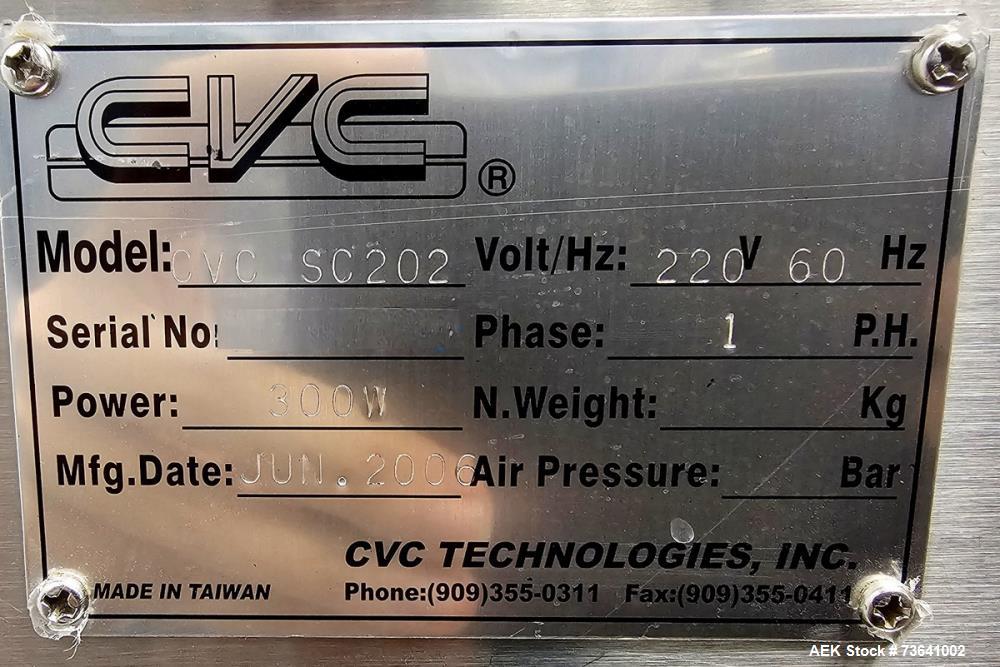 CVC ®
Model: CVC SC202 Volt/Hz: 220V 60 Hz
Serial No: Phase: 1 P.H.
Power: 300W N.Weight: Kg
Mfg.Date: JUN.2006 Air Pressure: Bar
CVC TECHNOLOGIES, INC.
MADE IN TAIWAN Phone:(909)355-0311 Fax:(909)355-0411
AEK Stock # 73641002